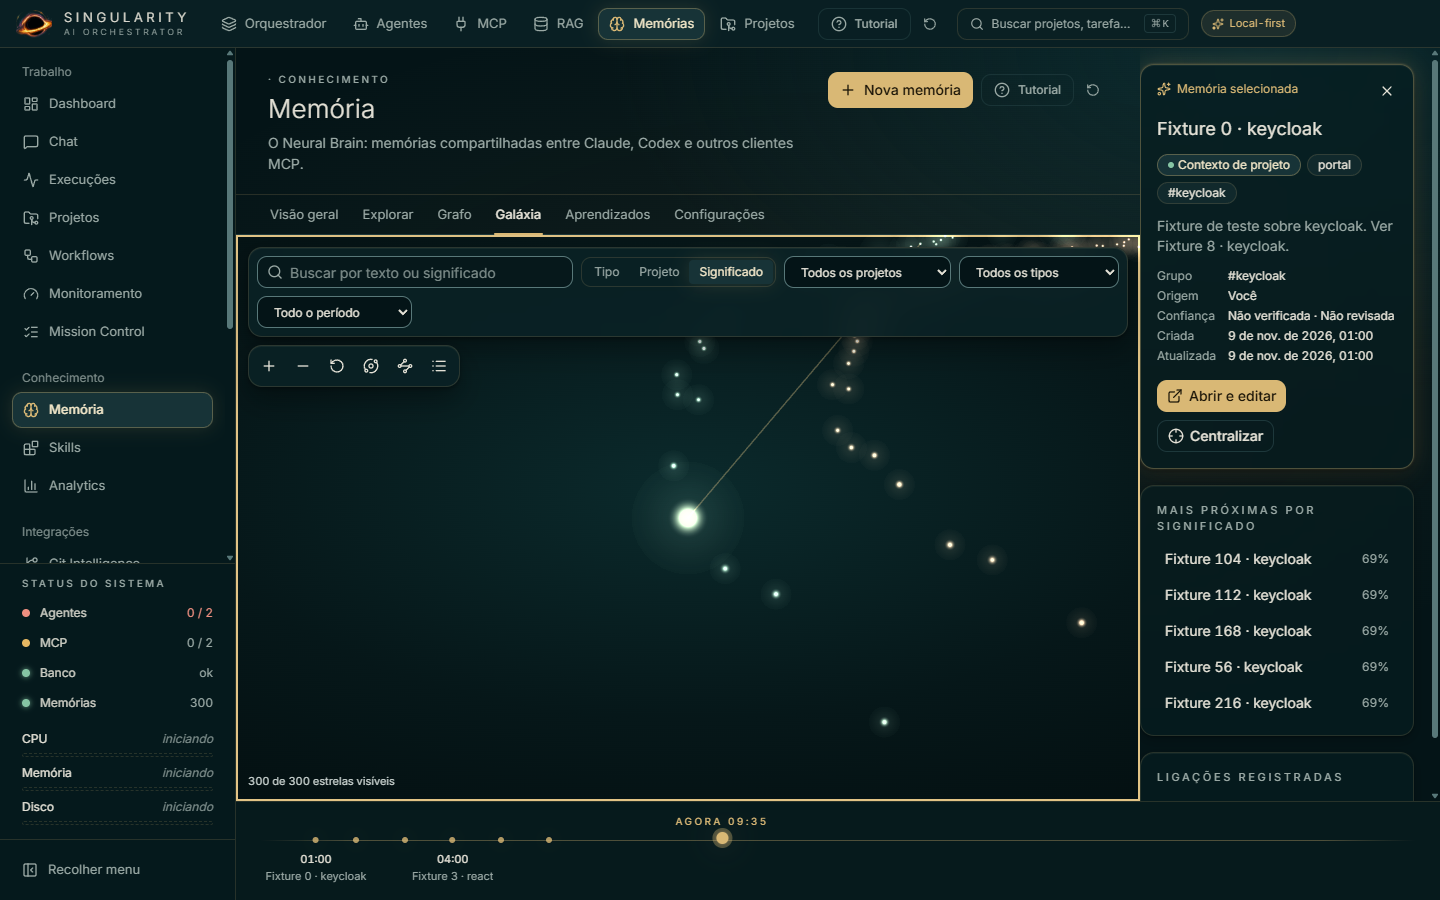 SINGULARITY
AI ORCHESTRATOR
Orquestrador
Agentes
MCP
RAG
Memórias
Projetos
Tutorial
Buscar projetos, tarefa...
⌘K
Local-first
Trabalho
Dashboard
Chat
Execuções
Projetos
Workflows
Monitoramento
Mission Control
Conhecimento
Memória
Skills
Analytics
Integrações
Git Intelligence
STATUS DO SISTEMA
Agentes 0 / 2
MCP 0 / 2
Banco ok
Memórias 300
CPU iniciando
Memória iniciando
Disco iniciando
Recolher menu
· CONHECIMENTO
Memória
O Neural Brain: memórias compartilhadas entre Claude, Codex e outros clientes
MCP.
Nova memória
Tutorial
Visão geral
Explorar
Grafo
Galáxia
Aprendizados
Configurações
Buscar por texto ou significado
Tipo
Projeto
Significado
Todos os projetos
Todos os tipos
Todo o período
300 de 300 estrelas visíveis
Memória selecionada
Fixture 0 · keycloak
Contexto de projeto
portal
#keycloak
Fixture de teste sobre keycloak. Ver
Fixture 8 · keycloak.
Grupo #keycloak
Origem Você
Confiança Não verificada · Não revisada
Criada 9 de nov. de 2026, 01:00
Atualizada 9 de nov. de 2026, 01:00
Abrir e editar
Centralizar
MAIS PRÓXIMAS POR
SIGNIFICADO
Fixture 104 · keycloak 69%
Fixture 112 · keycloak 69%
Fixture 168 · keycloak 69%
Fixture 56 · keycloak 69%
Fixture 216 · keycloak 69%
LIGAÇÕES REGISTRADAS
AGORA 09:35
01:00
Fixture 0 · keycloak
04:00
Fixture 3 · react